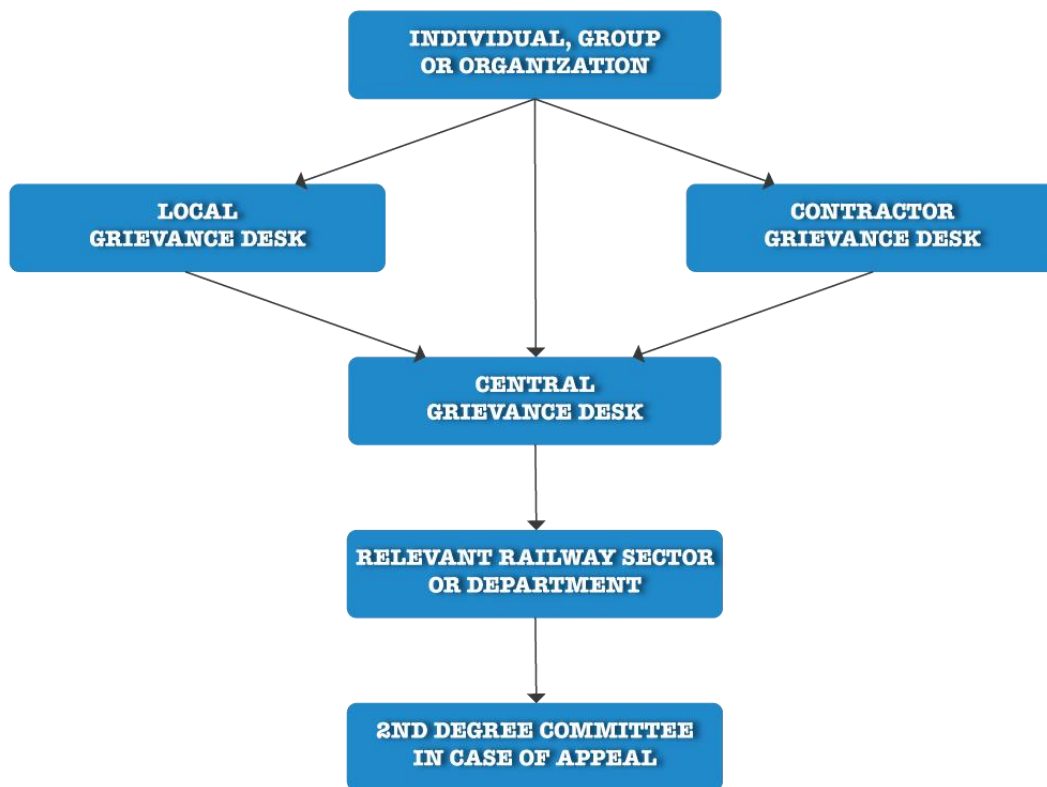 INDIVIDUAL, GROUP
OR ORGANIZATION
LOCAL
GRIEVANCE DESK
CONTRACTOR
GRIEVANCE DESK
CENTRAL
GRIEVANCE DESK
RELEVANT RAILWAY SECTOR
OR DEPARTMENT
2ND DEGREE COMMITTEE
IN CASE OF APPEAL